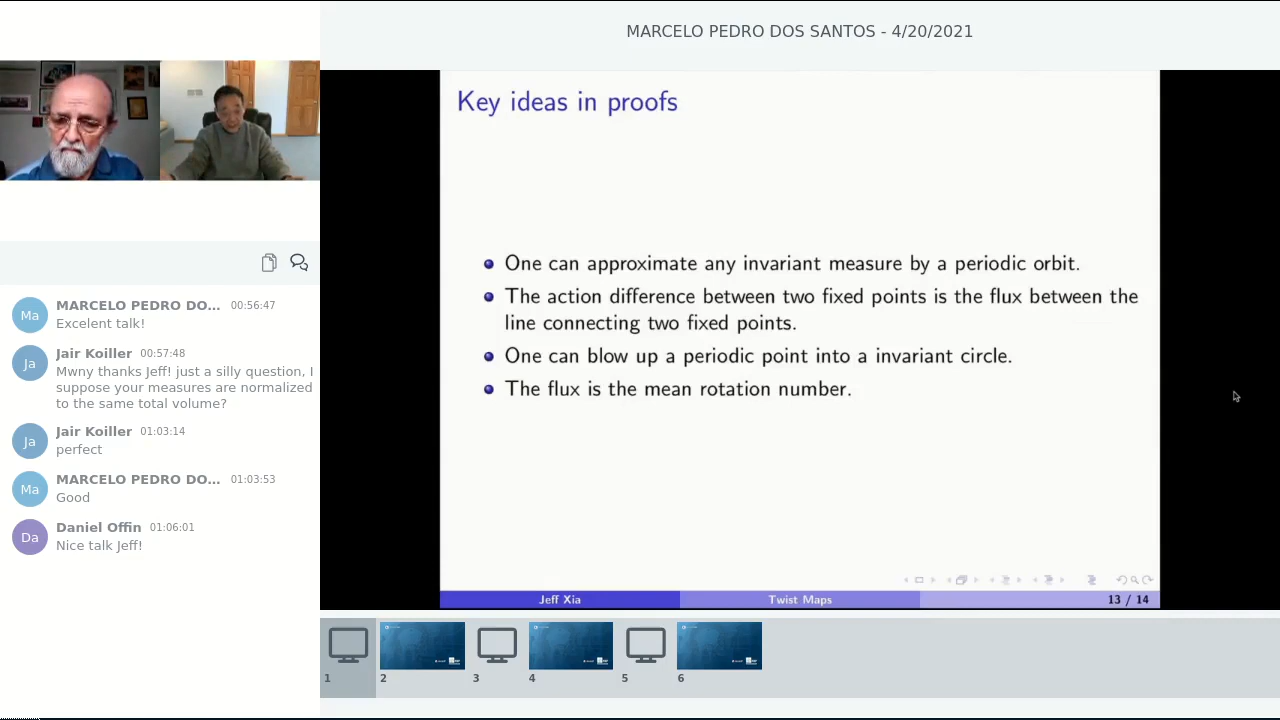 MARCELO PEDRO DOS SANTOS - 4/20/2021
Key ideas in proofs
One can approximate any invariant measure by a periodic orbit.
The action difference between two fixed points is the flux between the
line connecting two fixed points.
One can blow up a periodic point into a invariant circle.
The flux is the mean rotation number.
Jeff Xia
Twist Maps
13 / 14
Ma
MARCELO PEDRO DO... 00:56:47
Excelent talk!
Ja
Jair Koiller 00:57:48
Mwny thanks Jeff! just a silly question, I
suppose your measures are normalized
to the same total volume?
Ja
Jair Koiller 01:03:14
perfect
Ma
MARCELO PEDRO DO... 01:03:53
Good
Da
Daniel Offin 01:06:01
Nice talk Jeff!
1
2
3
4
5
6